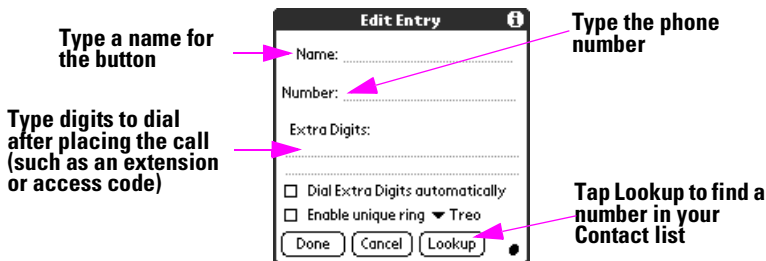 Edit Entry
Type a name for
the button
Type the phone
number
Name:
Number:
Type digits to dial
after placing the call
(such as an extension
or access code)
Extra Digits:
Dial Extra Digits automatically
Enable unique ring Treo
Done Cancel Lookup
Tap Lookup to find a
number in your
Contact list